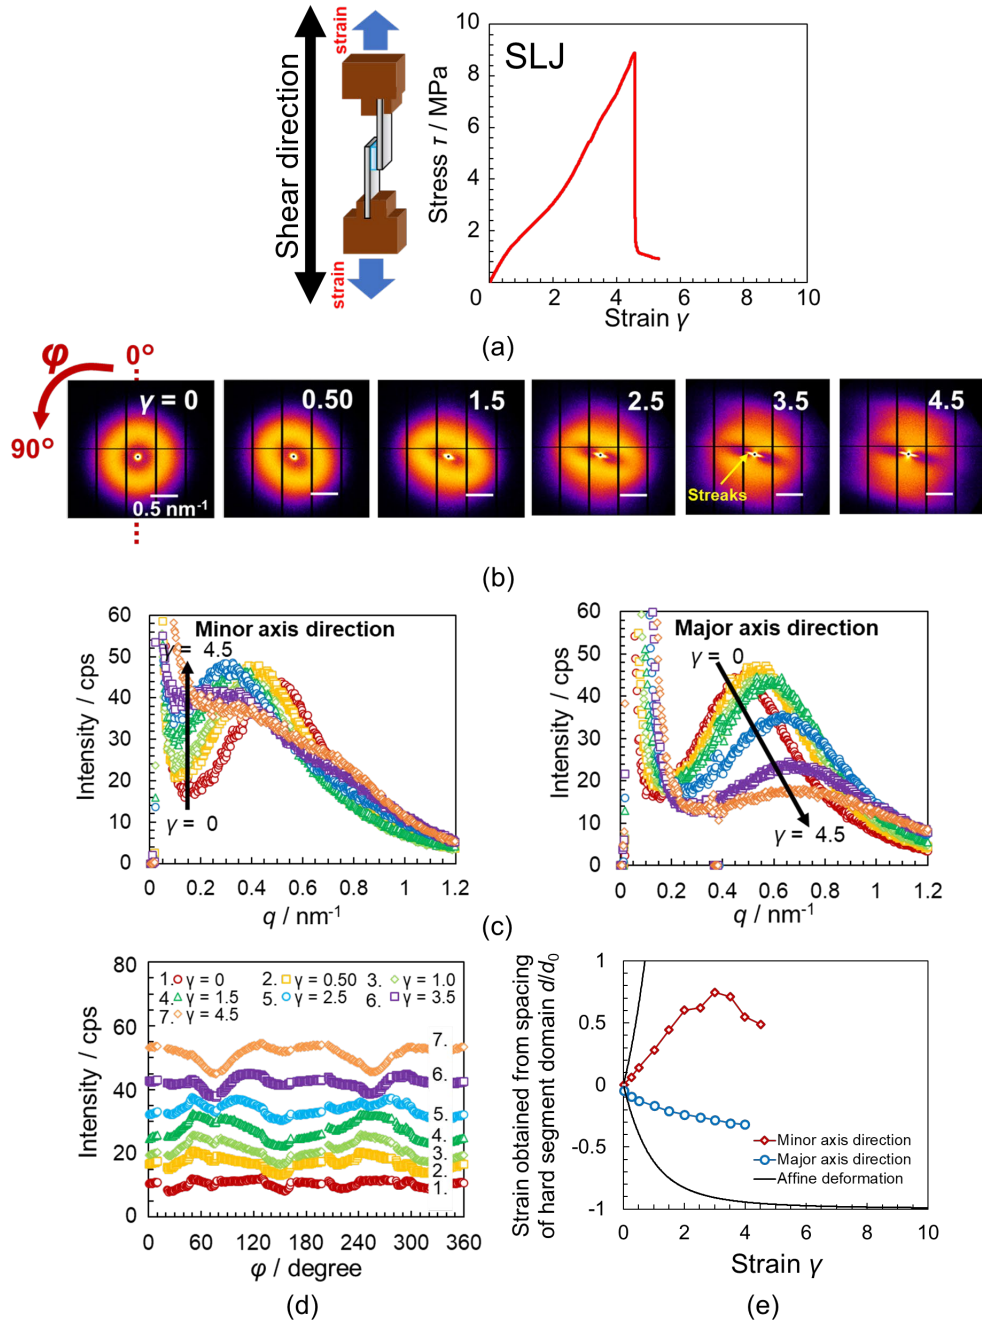 Shear direction
strain
strain
SLJ
Stress τ / MPa
10
8
6
4
2
0
0 2 4 6 8 10
Strain γ
(a)
φ
0°
90°
γ = 0
0.50
1.5
2.5
3.5
4.5
0.5 nm-1
Streaks
(b)
Minor axis direction
γ = 4.5
γ = 0
Intensity / cps
60
50
40
30
20
10
0
0 0.2 0.4 0.6 0.8 1 1.2
q / nm-1
Major axis direction
γ = 0
γ = 4.5
Intensity / cps
60
50
40
30
20
10
0
0 0.2 0.4 0.6 0.8 1 1.2
q / nm-1
(c)
Intensity / cps
80
60
40
20
0
1. γ = 0 2. γ = 0.50 3. γ = 1.0
4. γ = 1.5 5. γ = 2.5 6. γ = 3.5
7. γ = 4.5
7.
6.
5.
4.
3.
2.
1.
0 60 120 180 240 300 360
φ / degree
(d)
Strain obtained from spacing
of hard segment domain d/d0
1
0.5
0
-0.5
-1
Minor axis direction
Major axis direction
Affine deformation
0 2 4 6 8 10
Strain γ
(e)